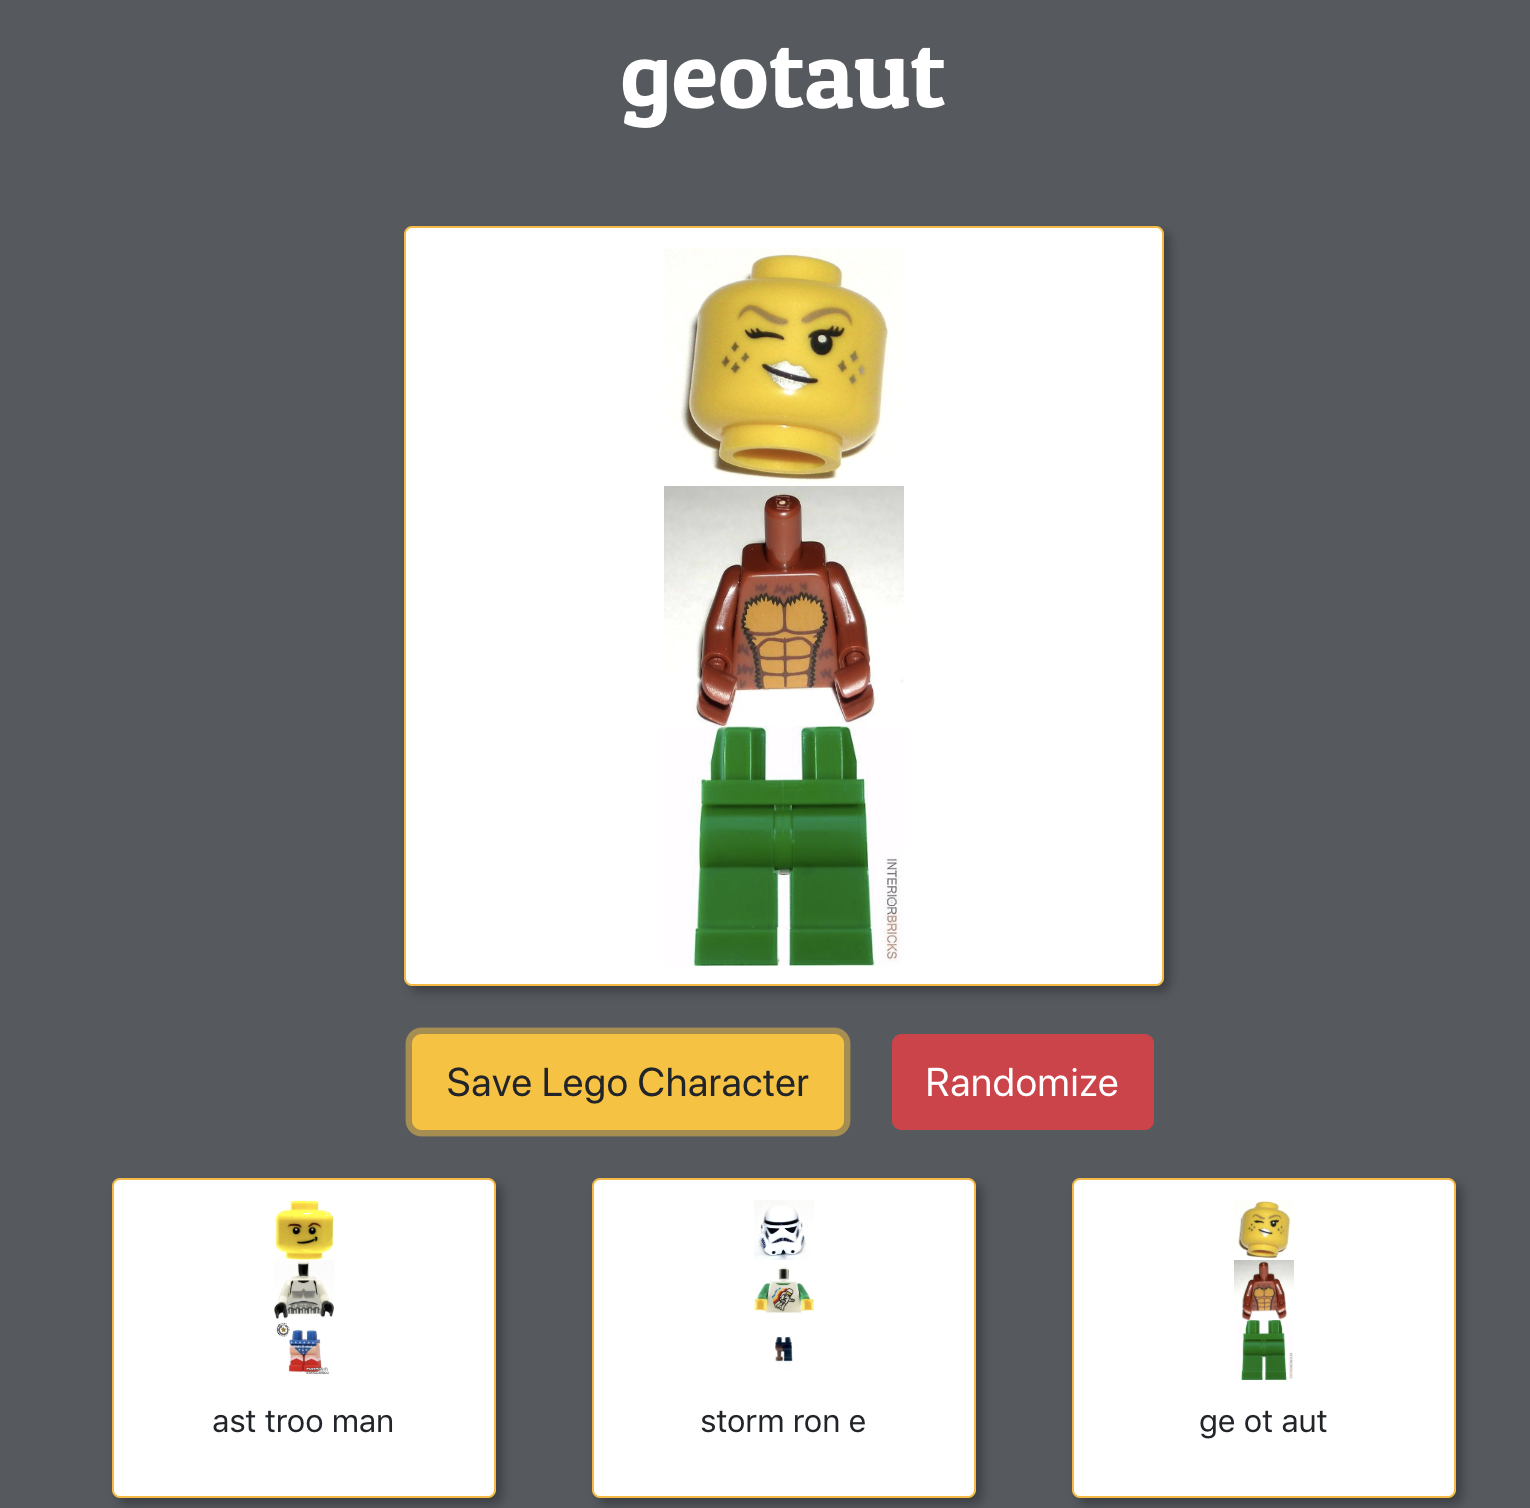 geotaut
INTERIORBRICKS
Save Lego Character
Randomize
ast troo man
storm ron e
ge ot aut